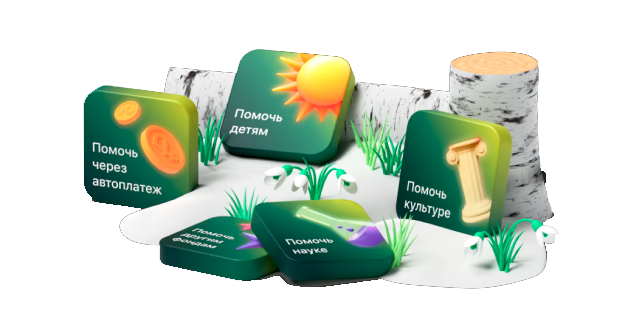 Помочь
детям
Помочь
через
автоплатеж
Помочь
культуре
Помочь
другим
фондам
Помочь
науке